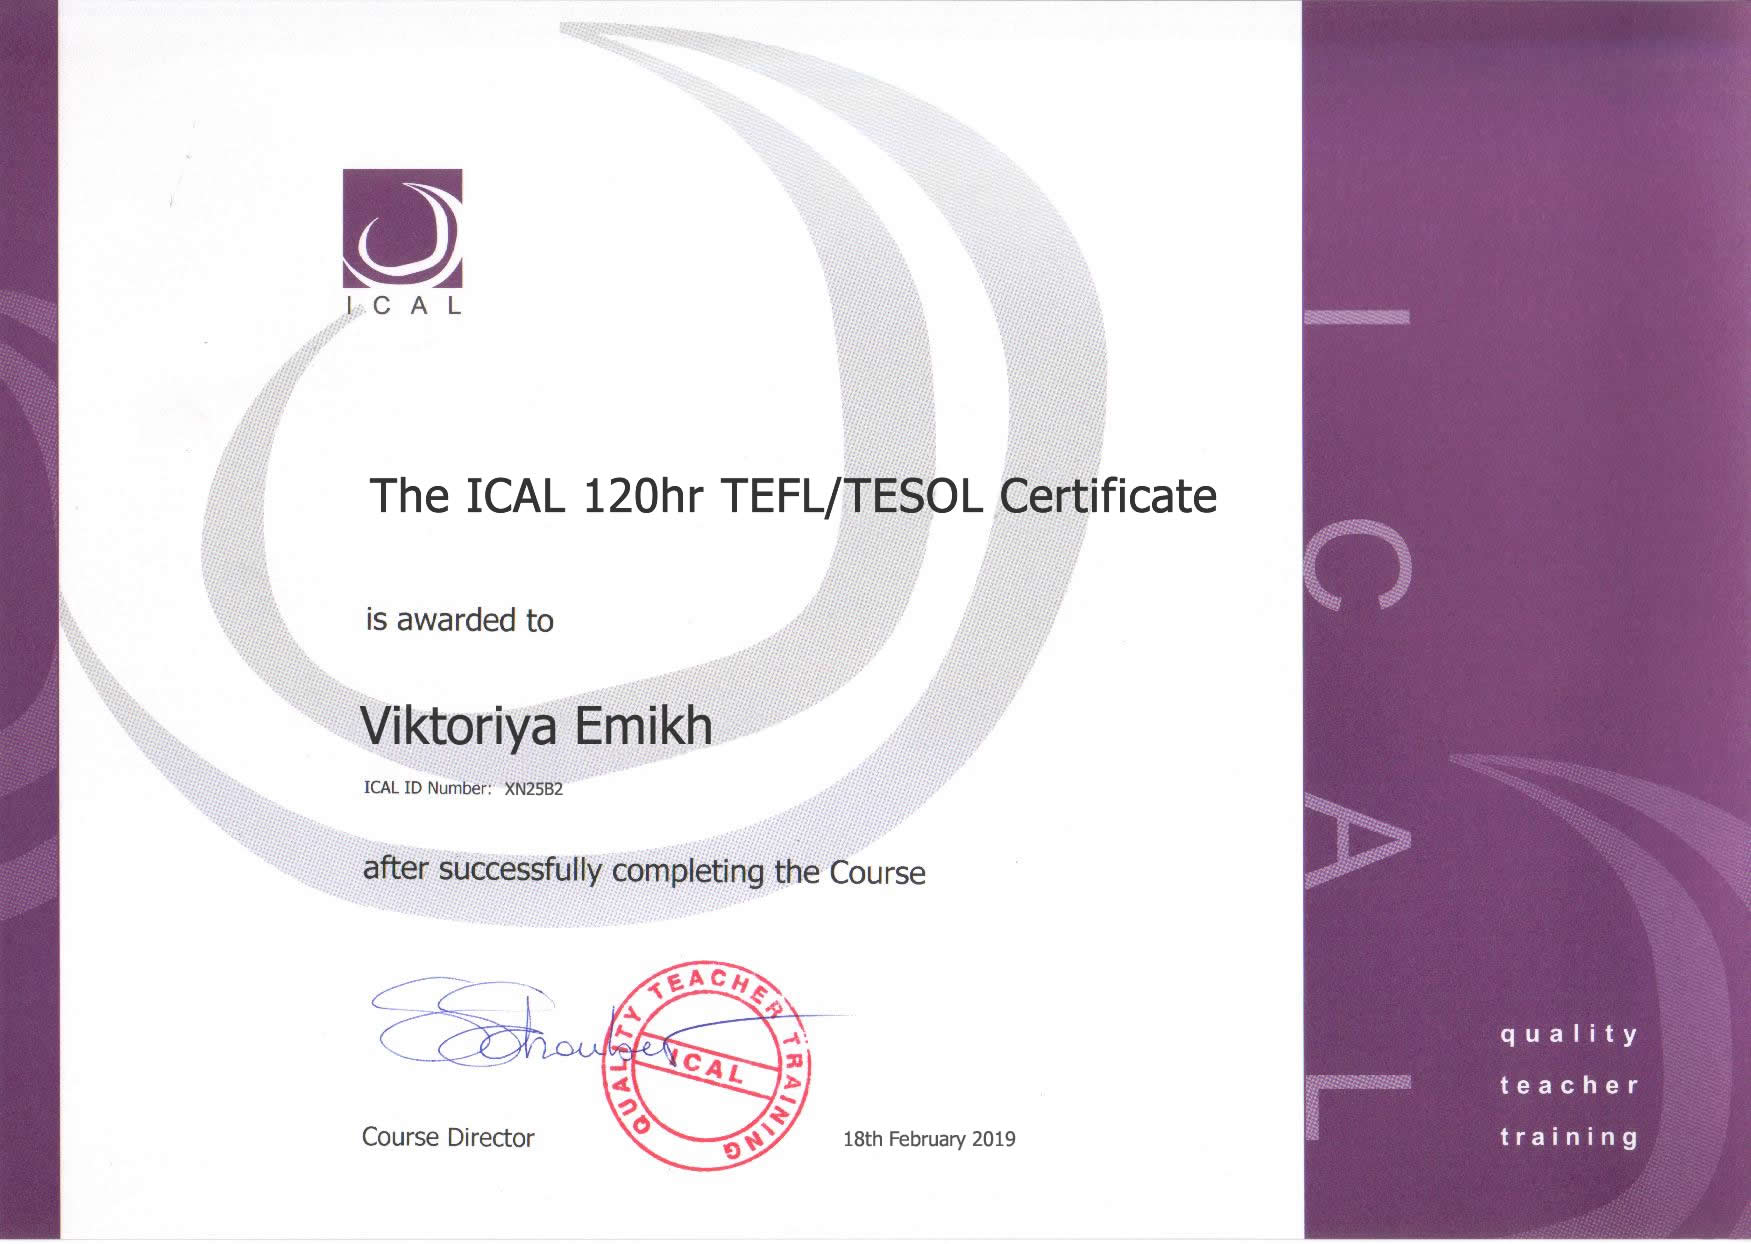 I C A L
The ICAL 120hr TEFL/TESOL Certificate
is awarded to
Viktoriya Emikh
ICAL ID Number: XN25B2
after successfully completing the Course
QUALITY TEACHER TRAINING
ICAL
Course Director
18th February 2019
I C A L
quality
teacher
training